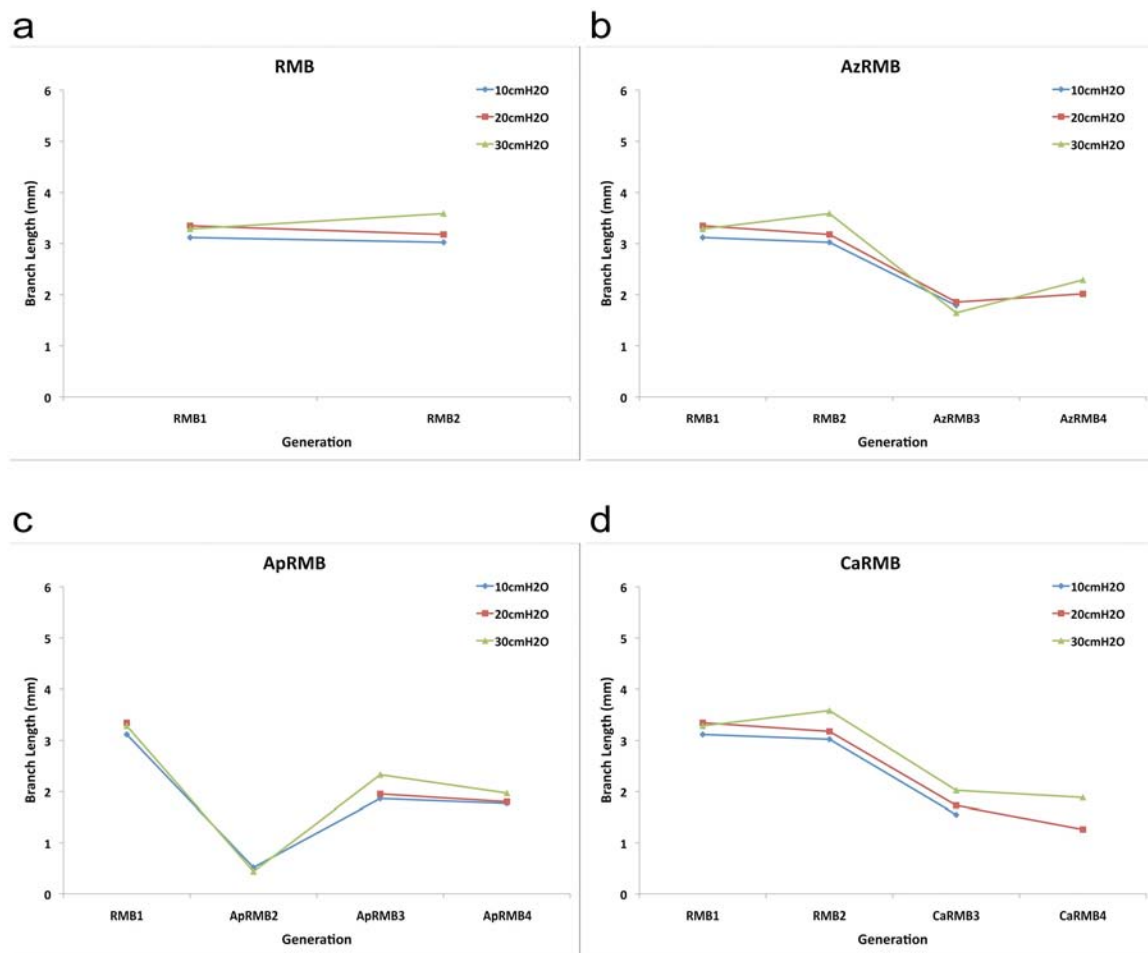 a
RMB
10cmH2O
20cmH2O
30cmH2O
6
5
4
3
2
1
0
Branch Length (mm)
RMB1
RMB2
Generation
b
AzRMB
10cmH2O
20cmH2O
30cmH2O
6
5
4
3
2
1
0
Branch Length (mm)
RMB1
RMB2
AzRMB3
AzRMB4
Generation
c
ApRMB
10cmH2O
20cmH2O
30cmH2O
6
5
4
3
2
1
0
Branch Length (mm)
RMB1
ApRMB2
ApRMB3
ApRMB4
Generation
d
CaRMB
10cmH2O
20cmH2O
30cmH2O
6
5
4
3
2
1
0
Branch Length (mm)
RMB1
RMB2
CaRMB3
CaRMB4
Generation